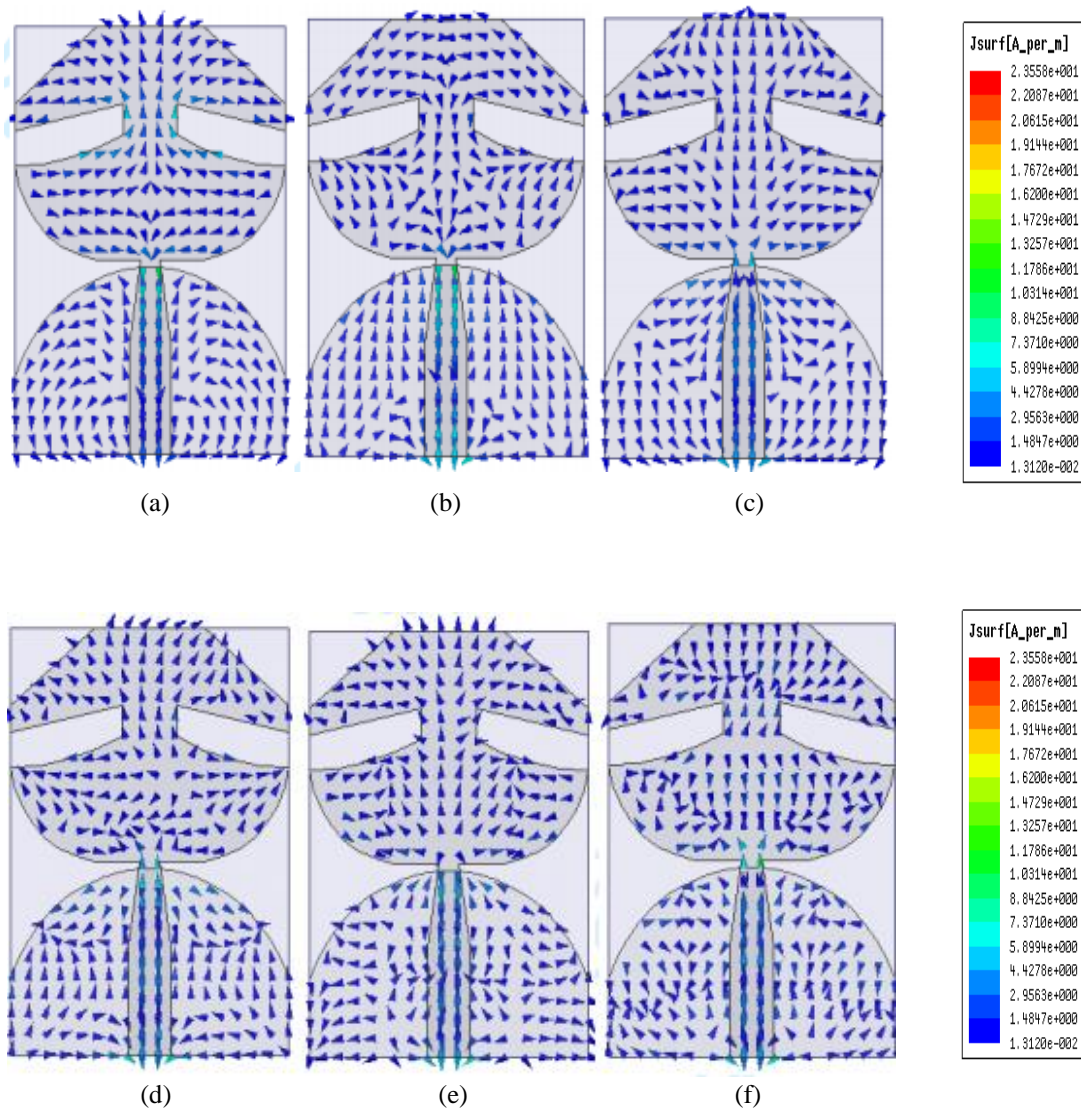 Jsurf[A_per_m]
2.3558e+001
2.2087e+001
2.0615e+001
1.9144e+001
1.7672e+001
1.6200e+001
1.4729e+001
1.3257e+001
1.1786e+001
1.0314e+001
8.8425e+000
7.3710e+000
5.8994e+000
4.4278e+000
2.9563e+000
1.4847e+000
1.3120e-002
(a)
(b)
(c)
Jsurf[A_per_m]
2.3558e+001
2.2087e+001
2.0615e+001
1.9144e+001
1.7672e+001
1.6200e+001
1.4729e+001
1.3257e+001
1.1786e+001
1.0314e+001
8.8425e+000
7.3710e+000
5.8994e+000
4.4278e+000
2.9563e+000
1.4847e+000
1.3120e-002
(d)
(e)
(f)